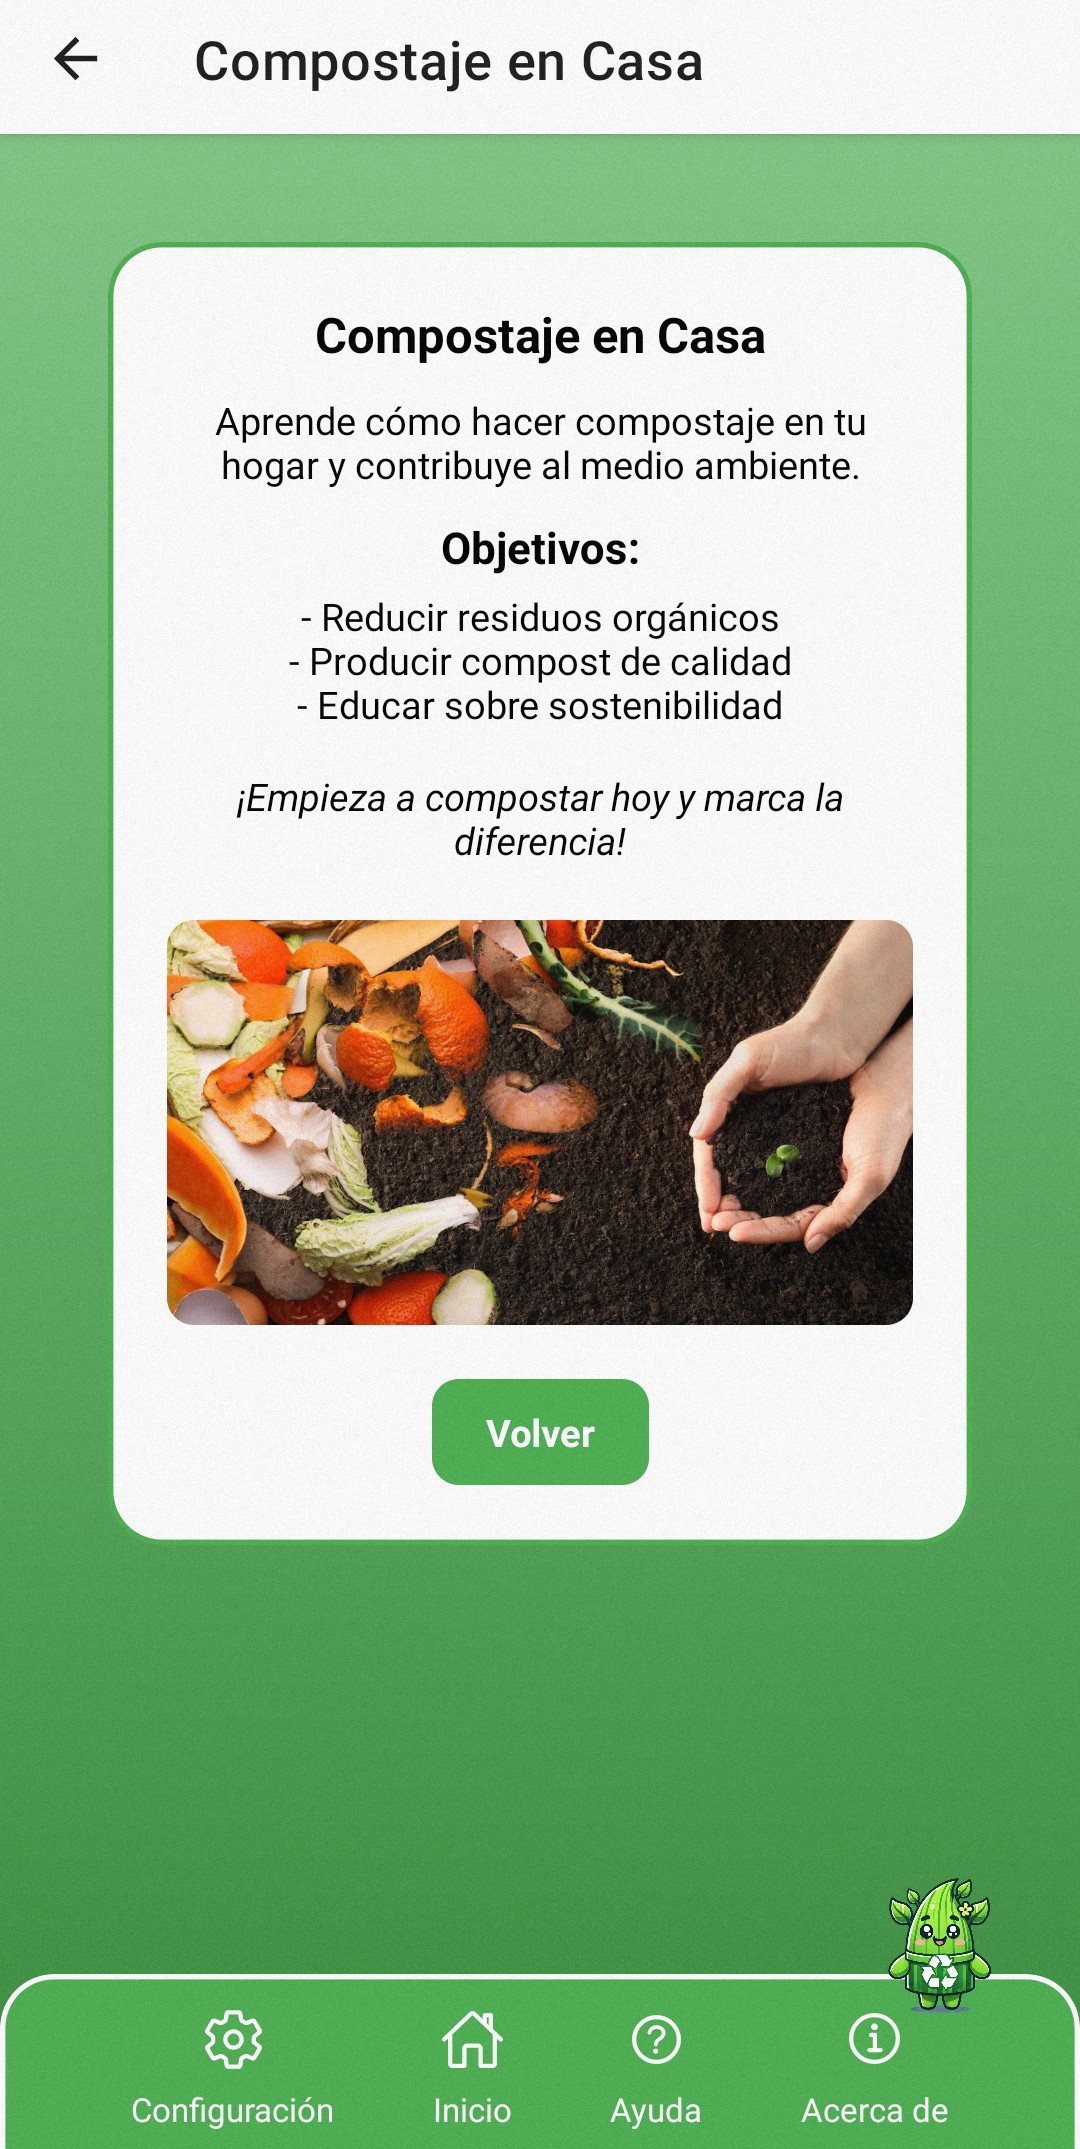 Compostaje en Casa
Compostaje en Casa
Aprende cómo hacer compostaje en tu
hogar y contribuye al medio ambiente.
Objetivos:
- Reducir residuos orgánicos
- Producir compost de calidad
- Educar sobre sostenibilidad
¡Empieza a compostar hoy y marca la
diferencia!
Volver
Configuración
Inicio
Ayuda
Acerca de